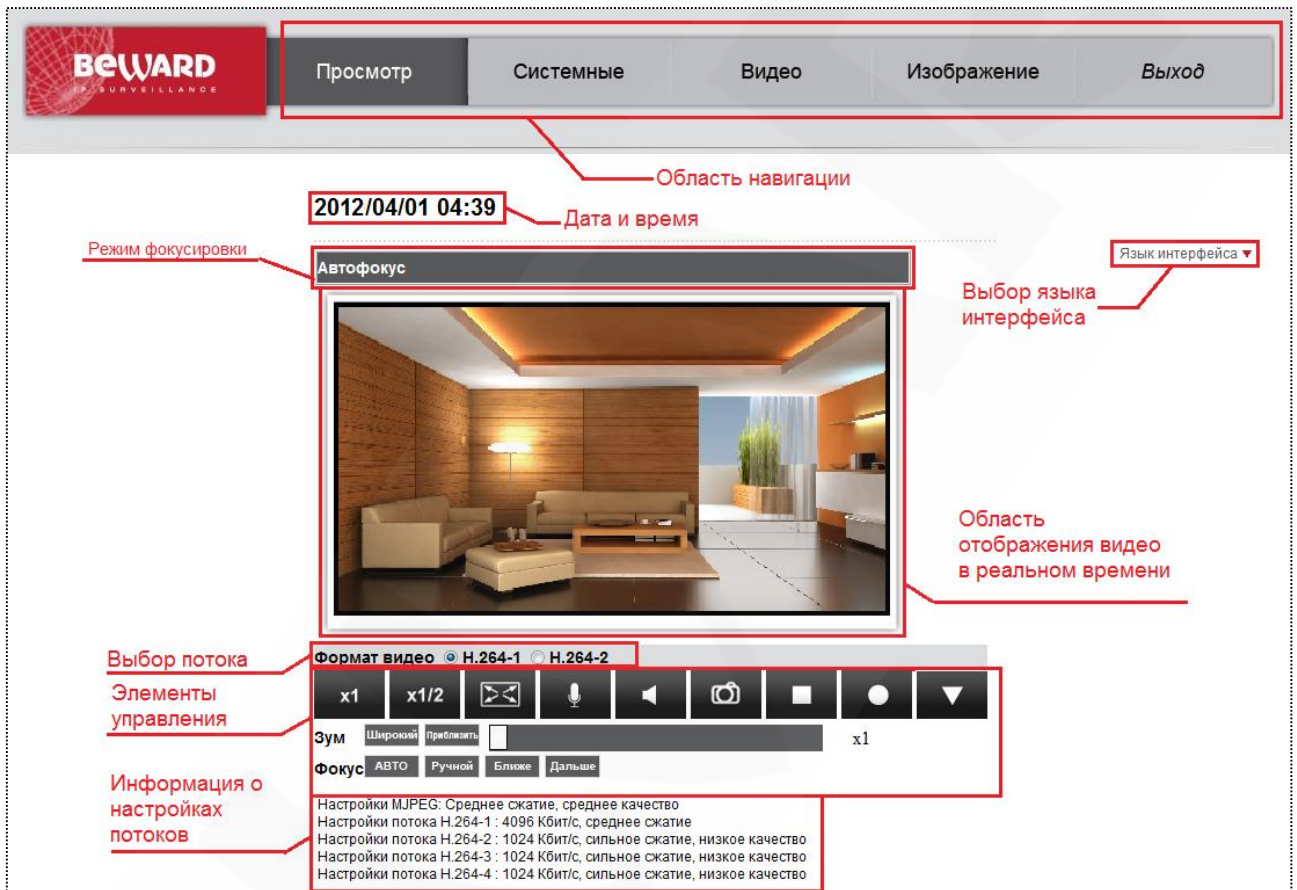 BEWARD
IP SURVEILLANCE
Просмотр
Системные
Видео
Изображение
Выход
Область навигации
2012/04/01 04:39
Дата и время
Режим фокусировки
Автофокус
Язык интерфейса
Выбор языка
интерфейса
Область
отображения видео
в реальном времени
Выбор потока
Формат видео H.264-1 H.264-2
Элементы
управления
x1
x1/2
Зум Широкий Приблизить x1
Фокус АВТО Ручной Ближе Дальше
Информация о
настройках
потоков
Настройки MJPEG: Среднее сжатие, среднее качество
Настройки потока H.264-1 : 4096 Кбит/с, среднее сжатие
Настройки потока H.264-2 : 1024 Кбит/с, сильное сжатие, низкое качество
Настройки потока H.264-3 : 1024 Кбит/с, сильное сжатие, низкое качество
Настройки потока H.264-4 : 1024 Кбит/с, сильное сжатие, низкое качество